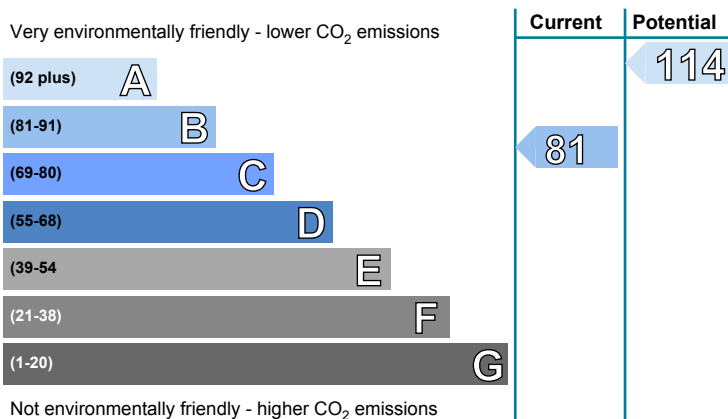 Current Potential
Very environmentally friendly - lower CO2 emissions
114
(92 plus) A
(81-91) B
81
(69-80) C
(55-68) D
(39-54 E
(21-38) F
(1-20) G
Not environmentally friendly - higher CO2 emissions